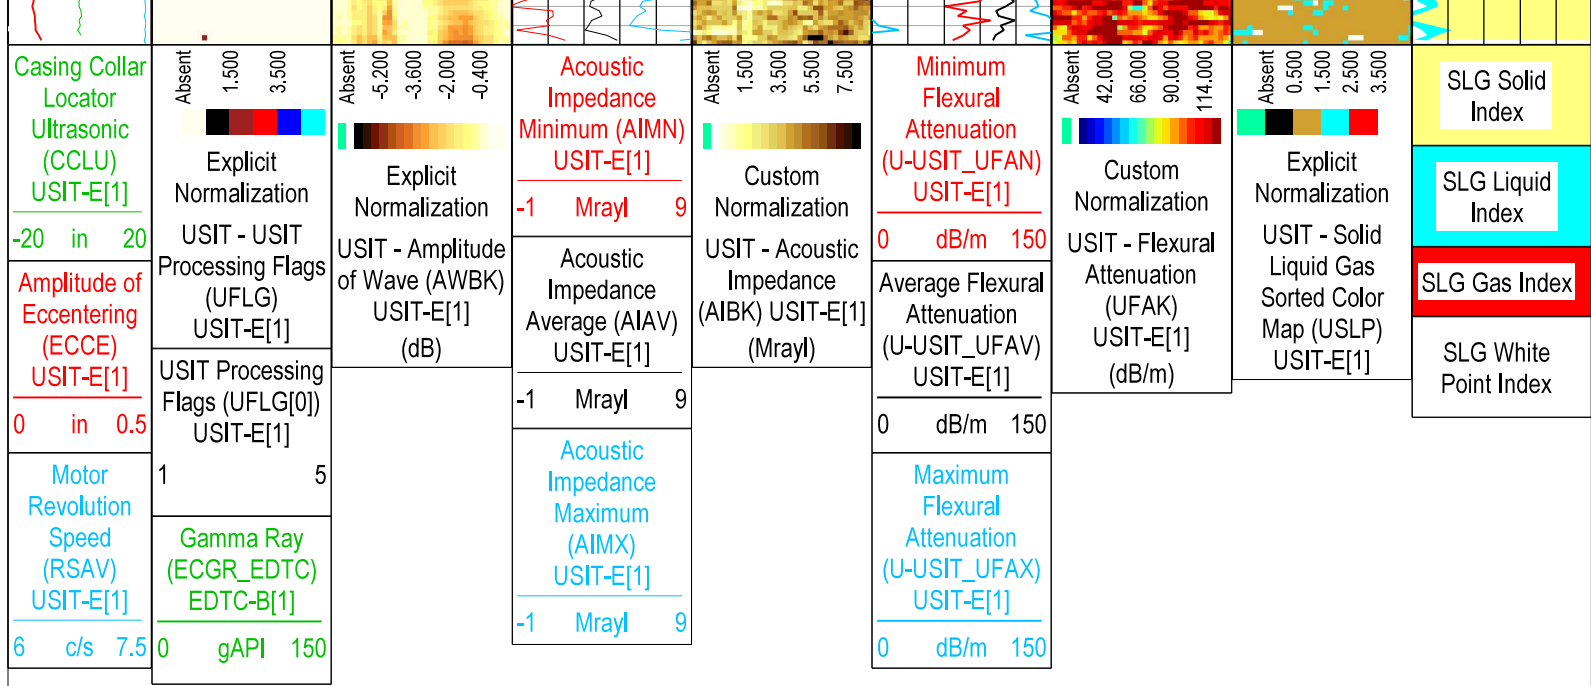 Casing Collar
Locator
Ultrasonic
(CCLU)
USIT-E[1]
-20 in 20
Amplitude of
Eccentering
(ECCE)
USIT-E[1]
0 in 0.5
Motor
Revolution
Speed
(RSAV)
USIT-E[1]
6 c/s 7.5
Absent 1.500 3.500
Explicit
Normalization
USIT - USIT
Processing Flags
(UFLG)
USIT-E[1]
USIT Processing
Flags (UFLG[0])
USIT-E[1]
1 5
Gamma Ray
(ECGR_EDTC)
EDTC-B[1]
0 gAPI 150
Absent -5.200 -3.600 -2.000 -0.400
Explicit
Normalization
USIT - Amplitude
of Wave (AWBK)
USIT-E[1]
(dB)
Acoustic
Impedance
Minimum (AIMN)
USIT-E[1]
-1 Mrayl 9
Acoustic
Impedance
Average (AIAV)
USIT-E[1]
-1 Mrayl 9
Acoustic
Impedance
Maximum
(AIMX)
USIT-E[1]
-1 Mrayl 9
Absent 1.500 3.500 5.500 7.500
Custom
Normalization
USIT - Acoustic
Impedance
(AIBK) USIT-E[1]
(Mrayl)
Minimum
Flexural
Attenuation
(U-USIT_UFAN)
USIT-E[1]
0 dB/m 150
Average Flexural
Attenuation
(U-USIT_UFAV)
USIT-E[1]
0 dB/m 150
Maximum
Flexural
Attenuation
(U-USIT_UFAX)
USIT-E[1]
0 dB/m 150
Absent 42.000 66.000 90.000 114.000
Custom
Normalization
USIT - Flexural
Attenuation
(UFAK)
USIT-E[1]
(dB/m)
Absent 0.500 1.500 2.500 3.500
Explicit
Normalization
USIT - Solid
Liquid Gas
Sorted Color
Map (USLP)
USIT-E[1]
SLG Solid
Index
SLG Liquid
Index
SLG Gas Index
SLG White
Point Index